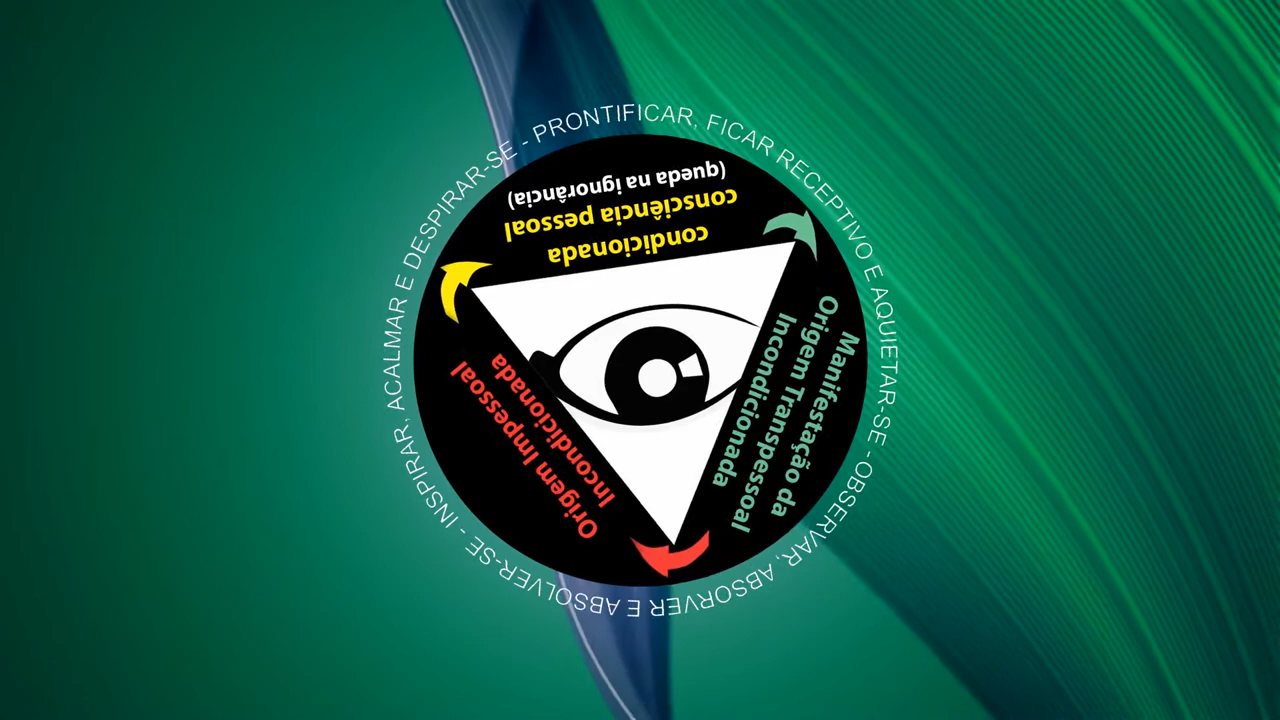 INSPIRAR, ACALMAR E DESPIRAR-SE - PRONTIFICAR, FICAR RECEPTIVO E AQUIETAR-SE - OBSERVAR, ABSORVER E ABSOLVER-SE -
condicionada
consciência pessoal
(queda na ignorância)
Manifestação da
Origem Transpessoal
Incondicionada
Origem Impessoal
Incondicionada